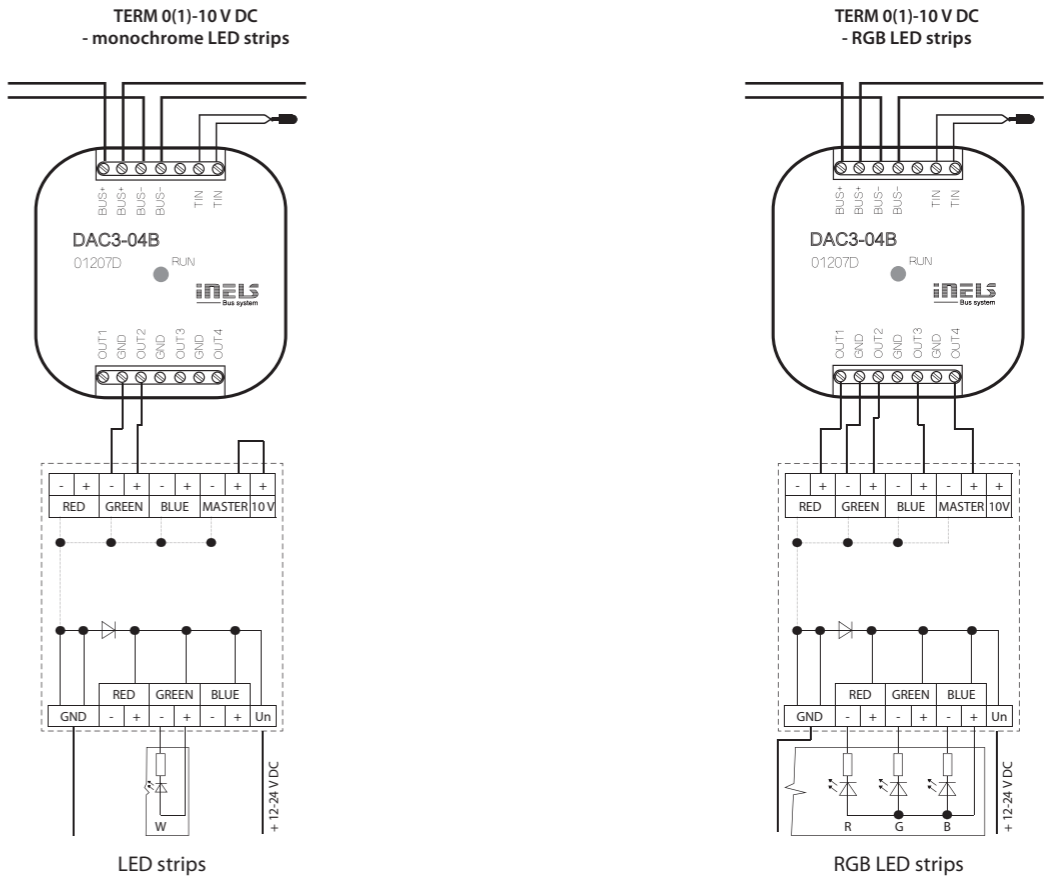 TERM 0(1)-10 V DC
- monochrome LED strips
BUS+ BUS+ BUS- BUS- TIN TIN
DAC3-04B
01207D RUN
iNELS
Bus system
OUT1 GND OUT2 GND OUT3 GND OUT4
- + - + - + - + +
RED GREEN BLUE MASTER 10 V
RED GREEN BLUE
GND - + - + - + Un
W
+ 12-24 V DC
LED strips
TERM 0(1)-10 V DC
- RGB LED strips
BUS+ BUS+ BUS- BUS- TIN TIN
DAC3-04B
01207D RUN
iNELS
Bus system
OUT1 GND OUT2 GND OUT3 GND OUT4
- + - + - + - + +
RED GREEN BLUE MASTER 10V
RED GREEN BLUE
GND - + - + - + Un
R G B
+ 12-24 V DC
RGB LED strips